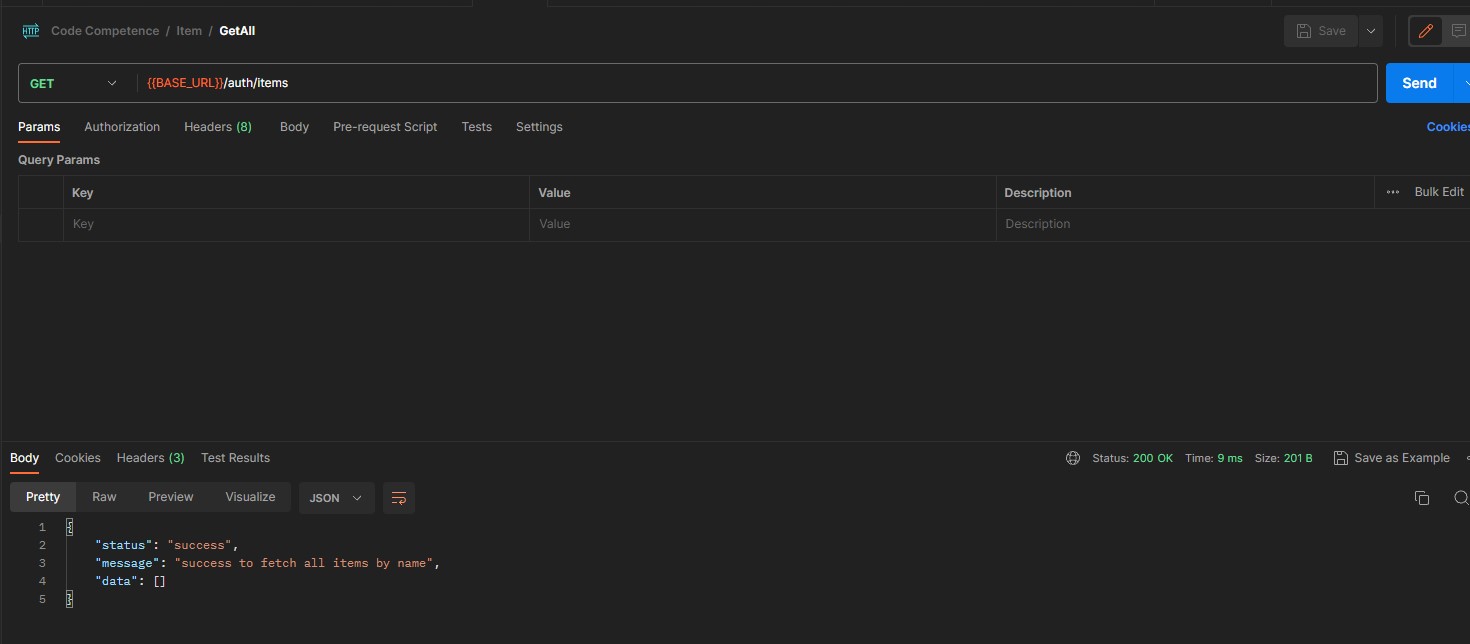 HTTP Code Competence / Item / GetAll Save
GET {{BASE_URL}}/auth/items Send
Params Authorization Headers (8) Body Pre-request Script Tests Settings Cookies
Query Params
Key Value Description ••• Bulk Edit
Key Value Description
Body Cookies Headers (3) Test Results Status: 200 OK Time: 9 ms Size: 201 B Save as Example
Pretty Raw Preview Visualize JSON
1 {
2 "status": "success",
3 "message": "success to fetch all items by name",
4 "data": []
5 }